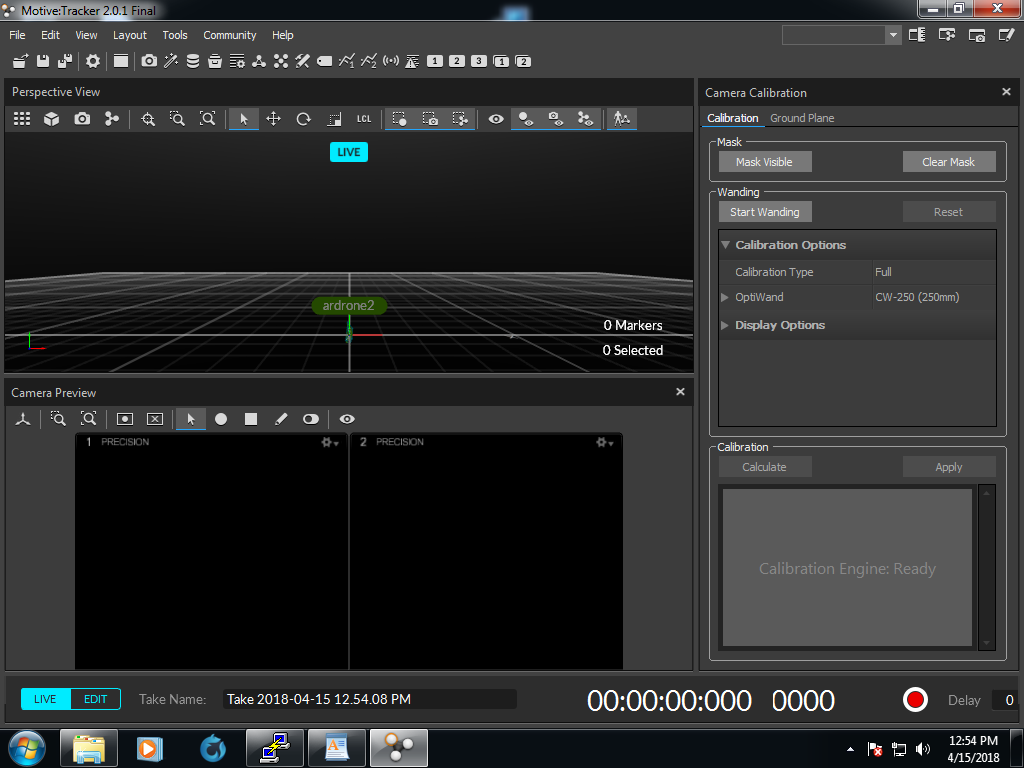 Motive:Tracker 2.0.1 Final
File Edit View Layout Tools Community Help
1 2 3 1 2
Perspective View
LCL
LIVE
ardrone2
0 Markers
0 Selected
Camera Preview
1 PRECISION
2 PRECISION
Camera Calibration
Calibration Ground Plane
Mask
Mask Visible Clear Mask
Wanding
Start Wanding Reset
Calibration Options
Calibration Type Full
OptiWand CW-250 (250mm)
Display Options
Calibration
Calculate Apply
Calibration Engine: Ready
LIVE EDIT Take Name: Take 2018-04-15 12.54.08 PM 00:00:00:000 0000 Delay 0
12:54 PM
4/15/2018